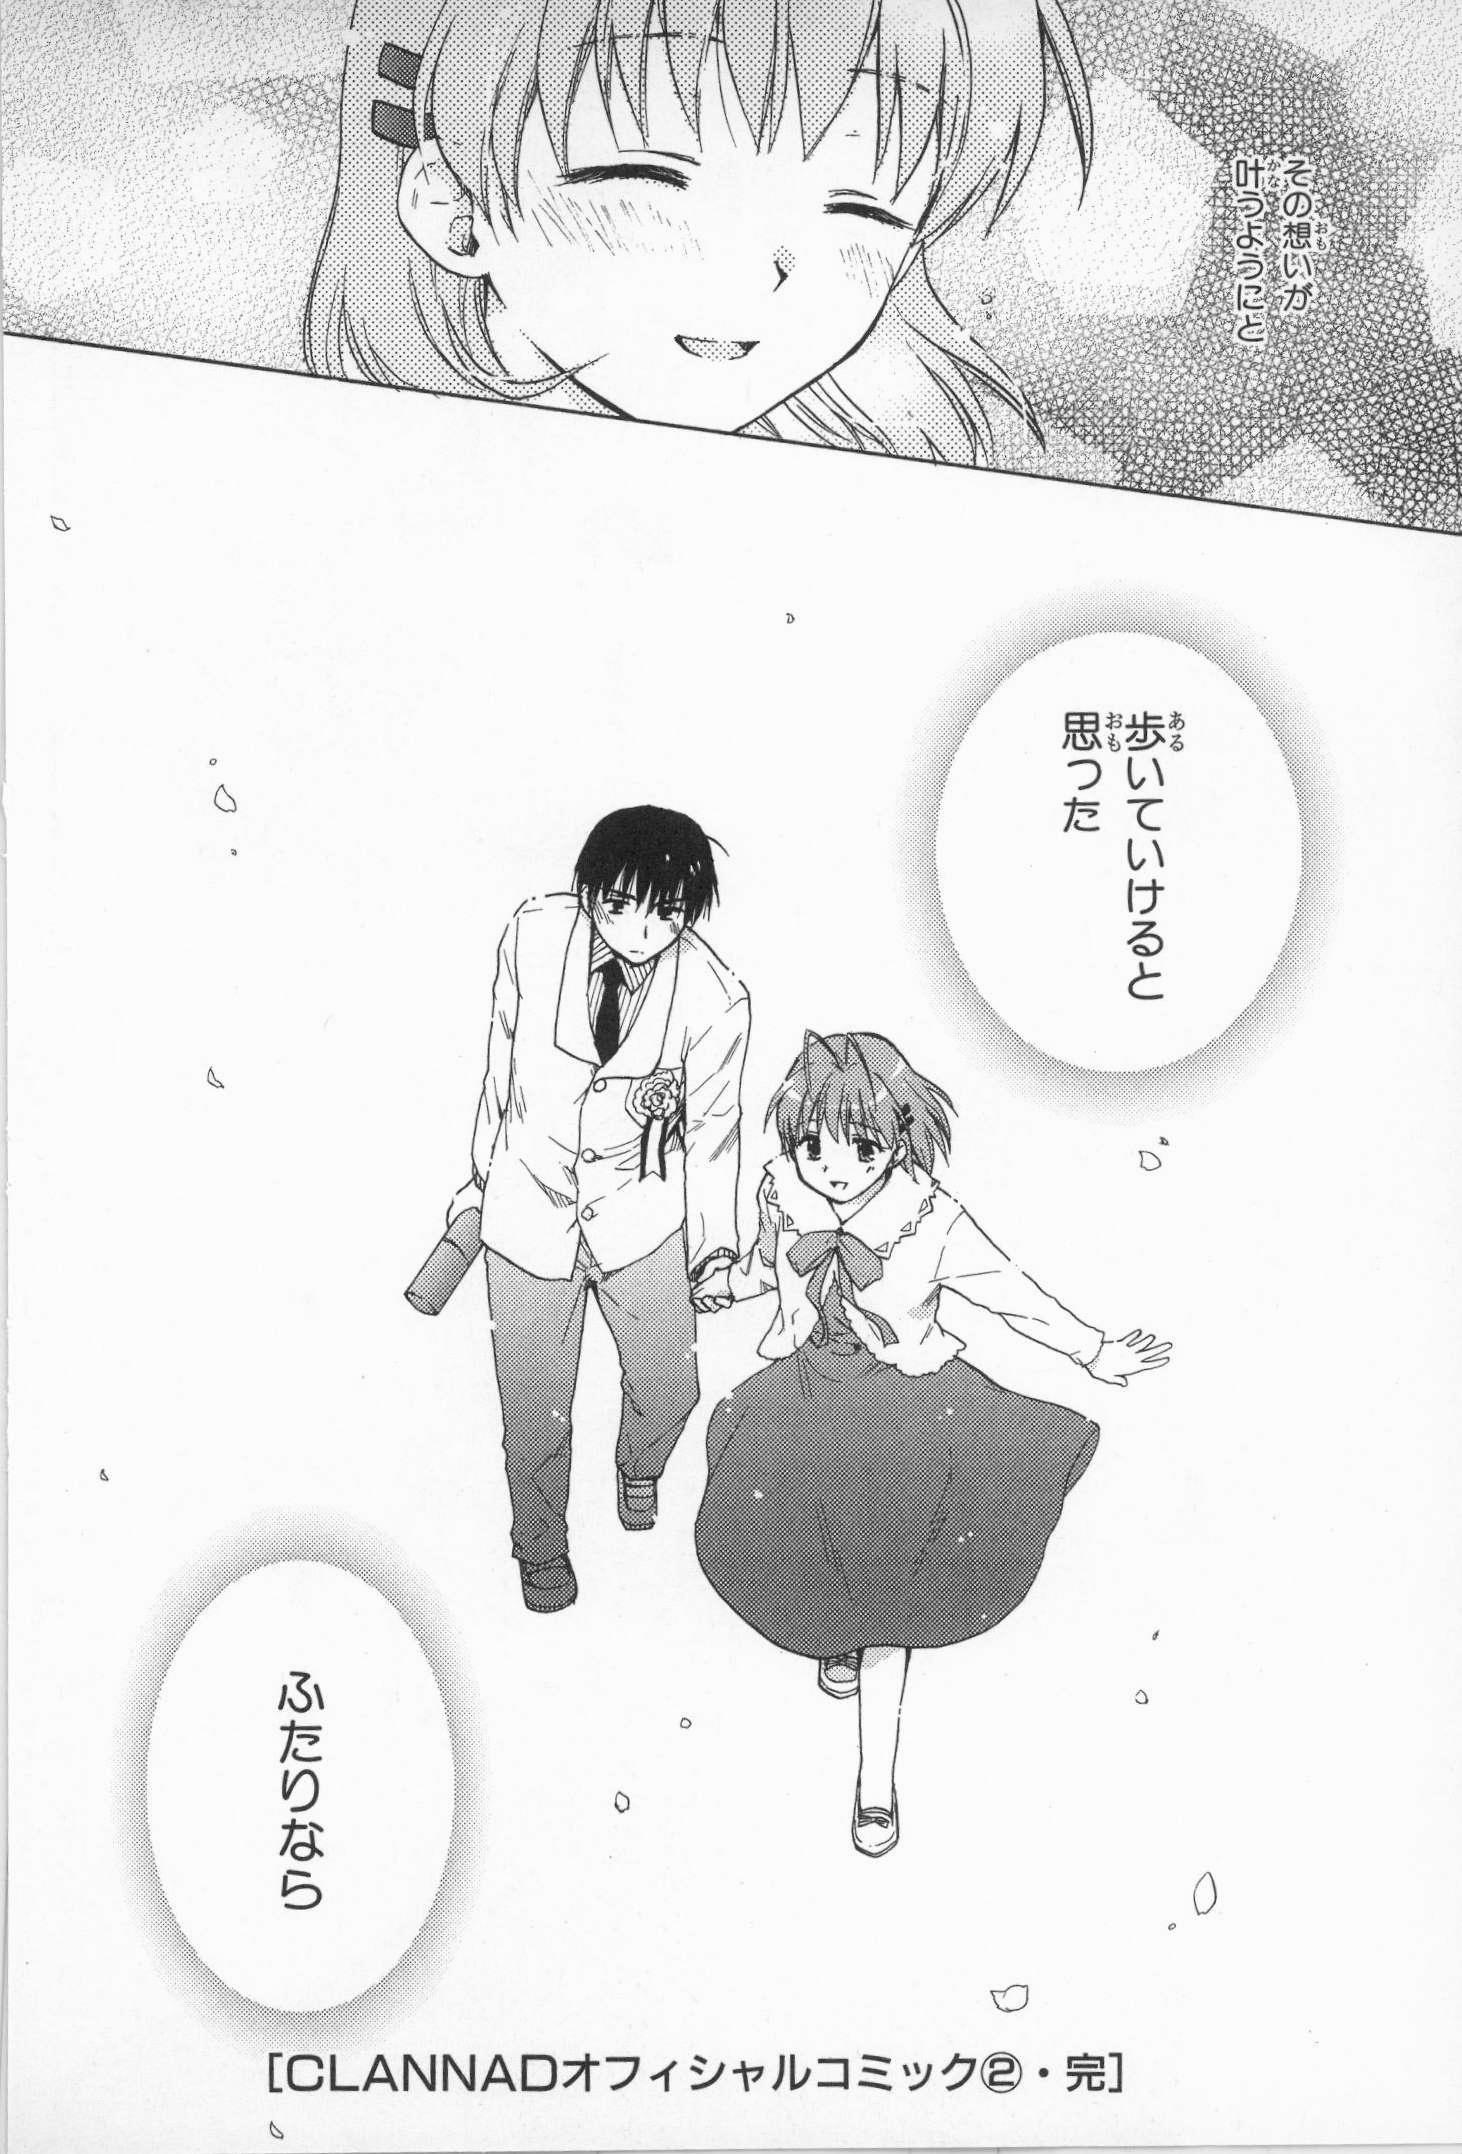 その想いが
叶うようにと
歩いていけると
思った
ふたりなら
[CLANNADオフィシャルコミック②・完]